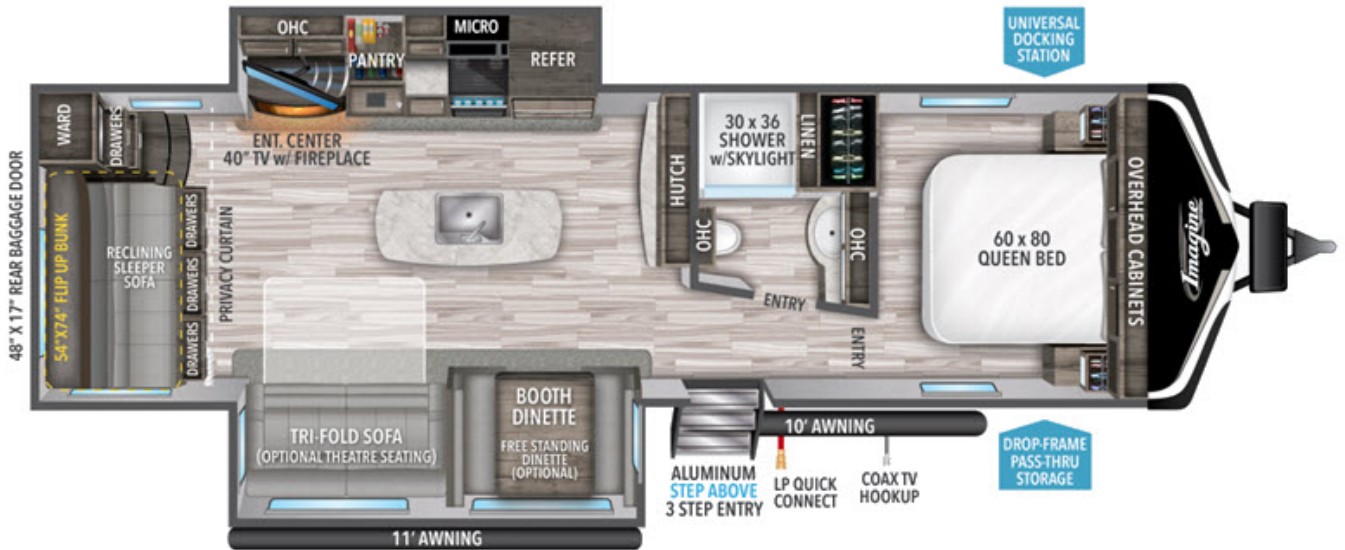 OHC
PANTRY
MICRO
REFER
UNIVERSAL
DOCKING
STATION
WARD
DRAWERS
ENT. CENTER
40" TV w/ FIREPLACE
HUTCH
30 x 36
SHOWER
w/SKYLIGHT
LINEN
OVERHEAD CABINETS
Imagine
48" X 17" REAR BAGGAGE DOOR
54"X74" FLIP UP BUNK
RECLINING
SLEEPER
SOFA
DRAWERS
DRAWERS
DRAWERS
PRIVACY CURTAIN
OHC
OHC
60 x 80
QUEEN BED
ENTRY
ENTRY
TRI-FOLD SOFA
(OPTIONAL THEATRE SEATING)
BOOTH
DINETTE
FREE STANDING
DINETTE
(OPTIONAL)
10' AWNING
ALUMINUM
STEP ABOVE
3 STEP ENTRY
LP QUICK
CONNECT
COAX TV
HOOKUP
DROP-FRAME
PASS-THRU
STORAGE
11' AWNING